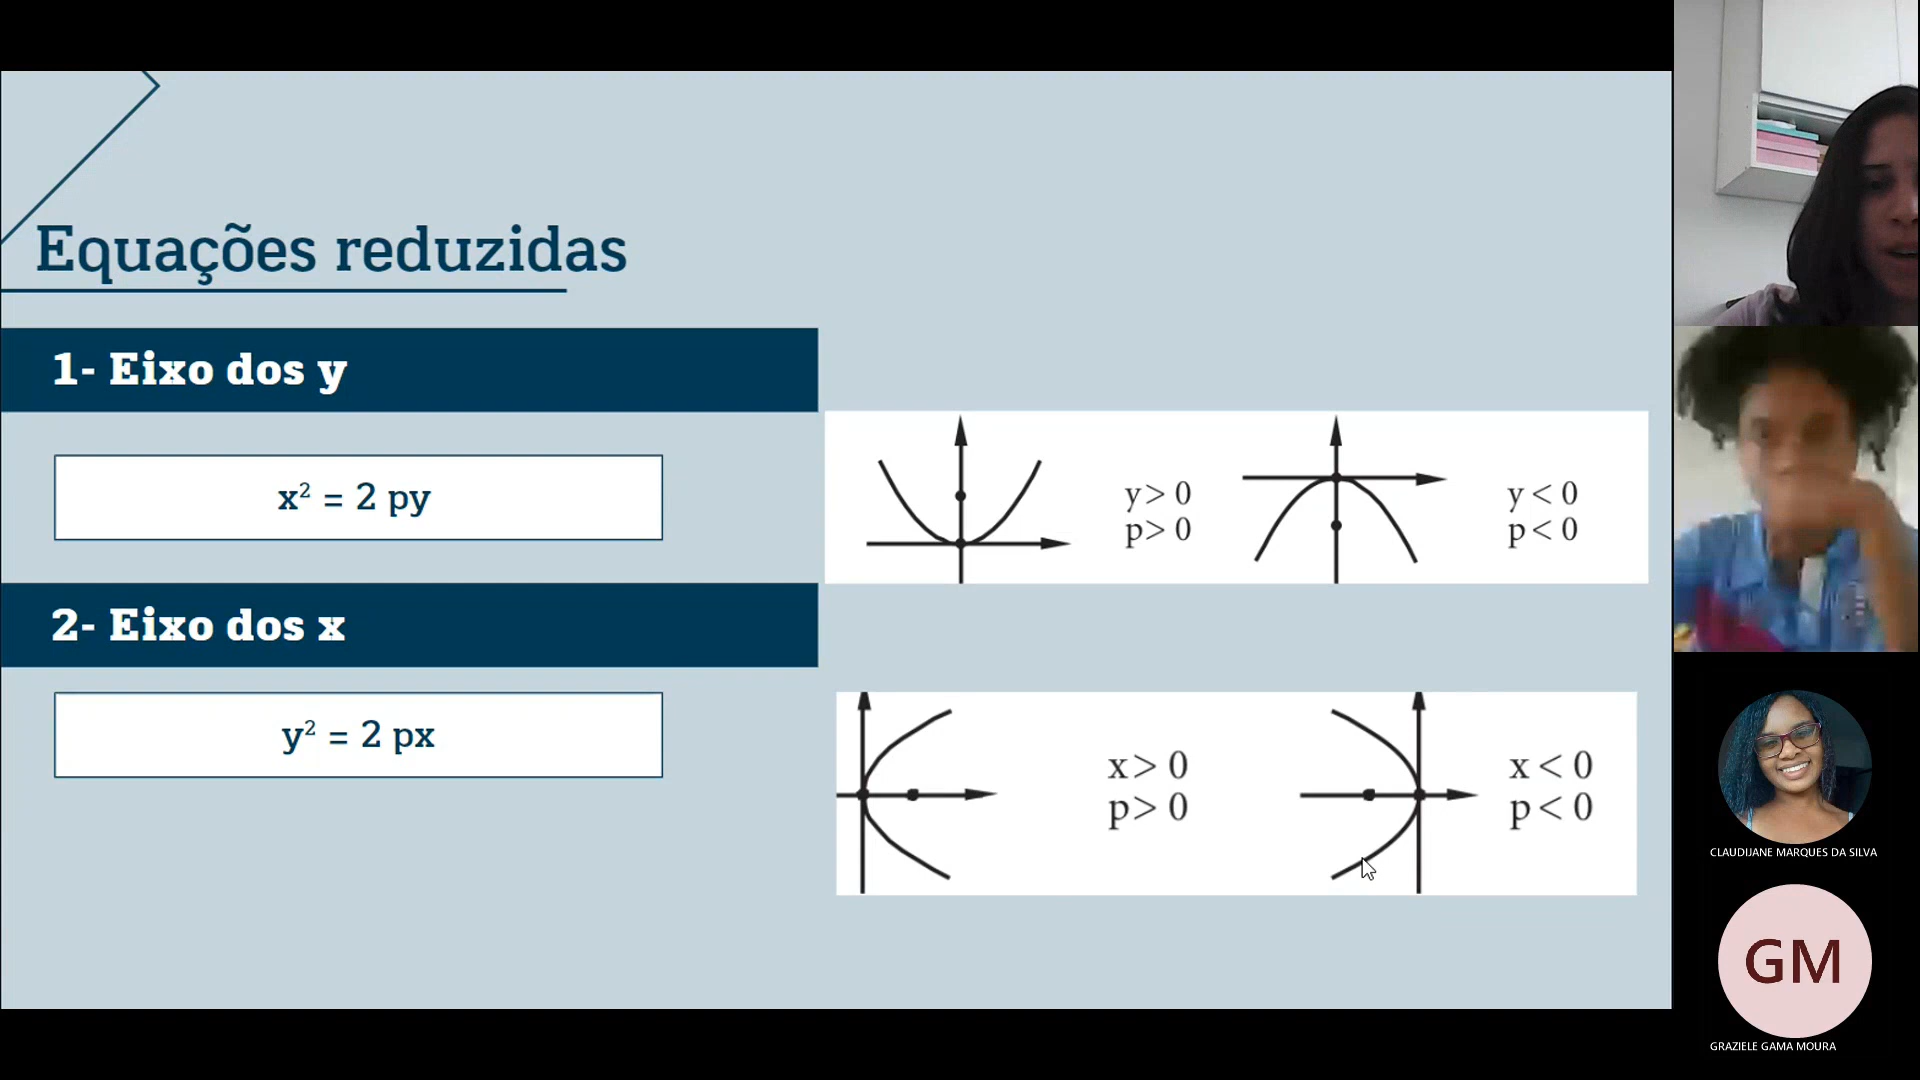 Equações reduzidas
1- Eixo dos y
x² = 2 py
y > 0
p > 0
y < 0
p < 0
2- Eixo dos x
y² = 2 px
x > 0
p > 0
x < 0
p < 0
CLAUDIJANE MARQUES DA SILVA
GM
GRAZIELE GAMA MOURA